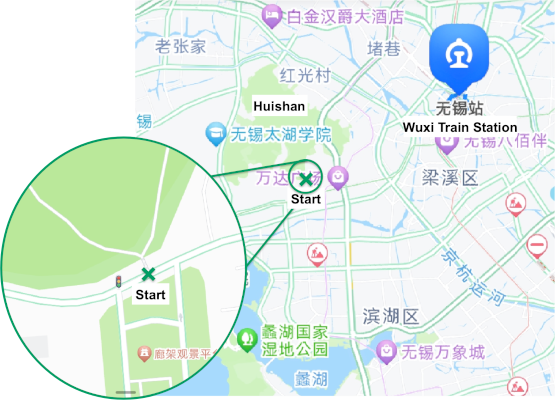 白金汉爵大酒店
老张家
堵巷
红光村
无锡站
Huishan
Wuxi Train Station
锡
无锡太湖学院
无锡八佰伴
万达广场
梁溪区
Start
京杭运河
Start
滨湖区
蠡湖国家
湿地公园
廊架观景平
无锡万象城
蠡湖